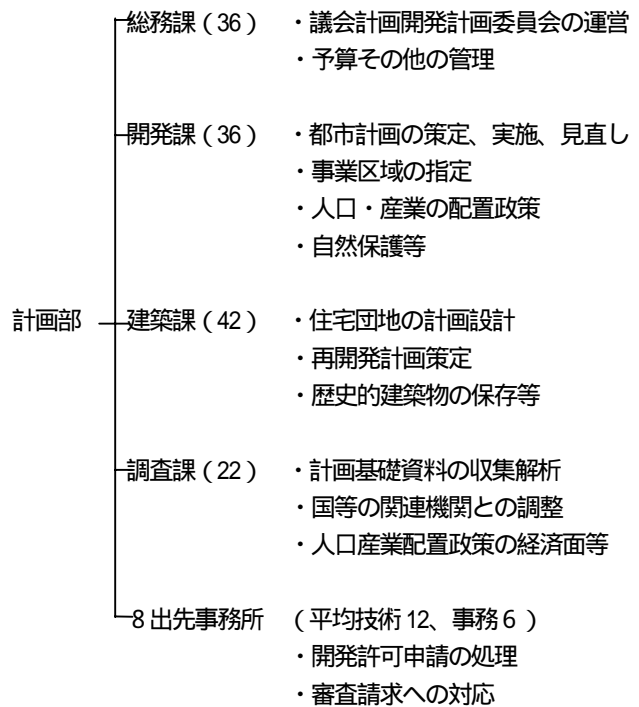 総務課（36） ・議会計画開発計画委員会の運営
・予算その他の管理
開発課（36） ・都市計画の策定、実施、見直し
・事業区域の指定
・人口・産業の配置政策
・自然保護等
計画部 建築課（42） ・住宅団地の計画設計
・再開発計画策定
・歴史的建築物の保存等
調査課（22） ・計画基礎資料の収集解析
・国等の関連機関との調整
・人口産業配置政策の経済面等
8出先事務所 （平均技術12、事務6）
・開発許可申請の処理
・審査請求への対応